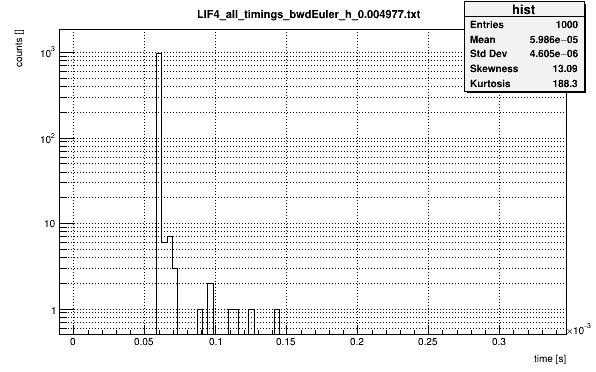 LIF4_all_timings_bwdEuler_h_0.004977.txt
hist
Entries 1000
Mean 5.986e−05
Std Dev 4.605e−06
Skewness 13.09
Kurtosis 188.3
counts []
10³
10²
10
1
0 0.05 0.1 0.15 0.2 0.25 0.3
×10⁻³
time [s]